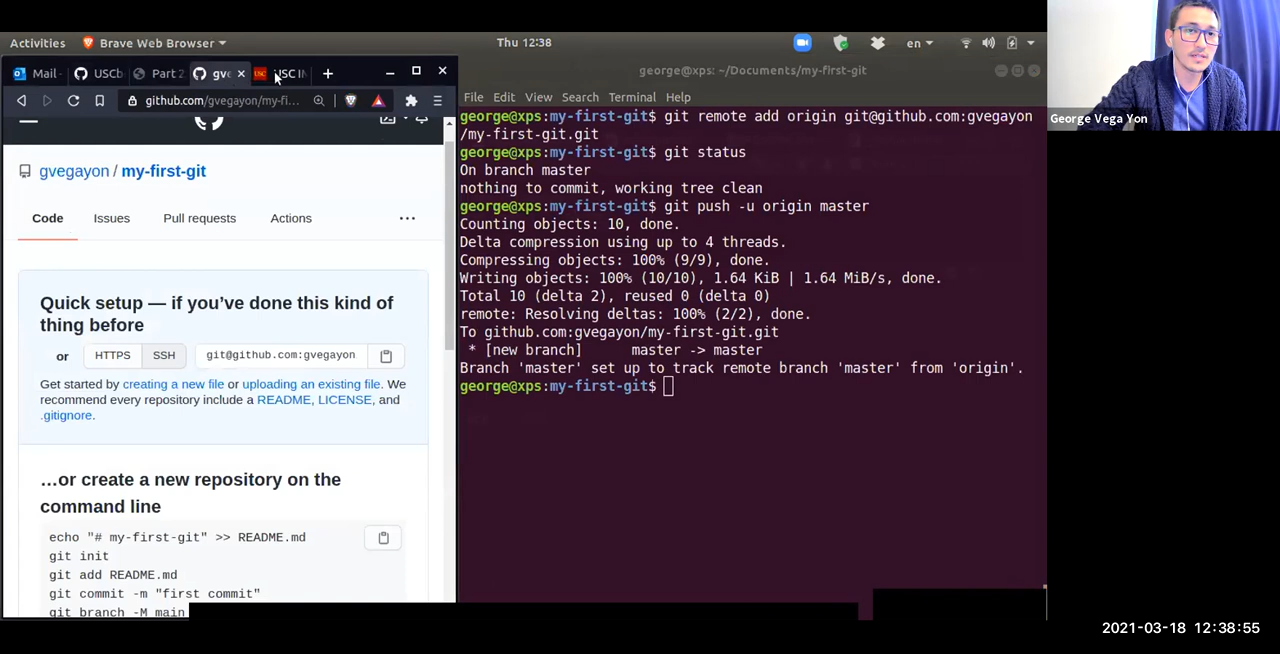 Activities Brave Web Browser Thu 12:38 en
Mail USCb Part 2 gve USC IN
github.com/gvegayon/my-fi...
gvegayon / my-first-git
Code Issues Pull requests Actions ...
Quick setup — if you've done this kind of
thing before
or HTTPS SSH git@github.com:gvegayon
Get started by creating a new file or uploading an existing file. We
recommend every repository include a README, LICENSE, and
.gitignore.
…or create a new repository on the
command line
echo "# my-first-git" >> README.md
git init
git add README.md
git commit -m "first commit"
git branch -M main
george@xps: ~/Documents/my-first-git
File Edit View Search Terminal Help
george@xps:my-first-git$ git remote add origin git@github.com:gvegayon
/my-first-git.git
george@xps:my-first-git$ git status
On branch master
nothing to commit, working tree clean
george@xps:my-first-git$ git push -u origin master
Counting objects: 10, done.
Delta compression using up to 4 threads.
Compressing objects: 100% (9/9), done.
Writing objects: 100% (10/10), 1.64 KiB | 1.64 MiB/s, done.
Total 10 (delta 2), reused 0 (delta 0)
remote: Resolving deltas: 100% (2/2), done.
To github.com:gvegayon/my-first-git.git
* [new branch] master -> master
Branch 'master' set up to track remote branch 'master' from 'origin'.
george@xps:my-first-git$
George Vega Yon
2021-03-18 12:38:55